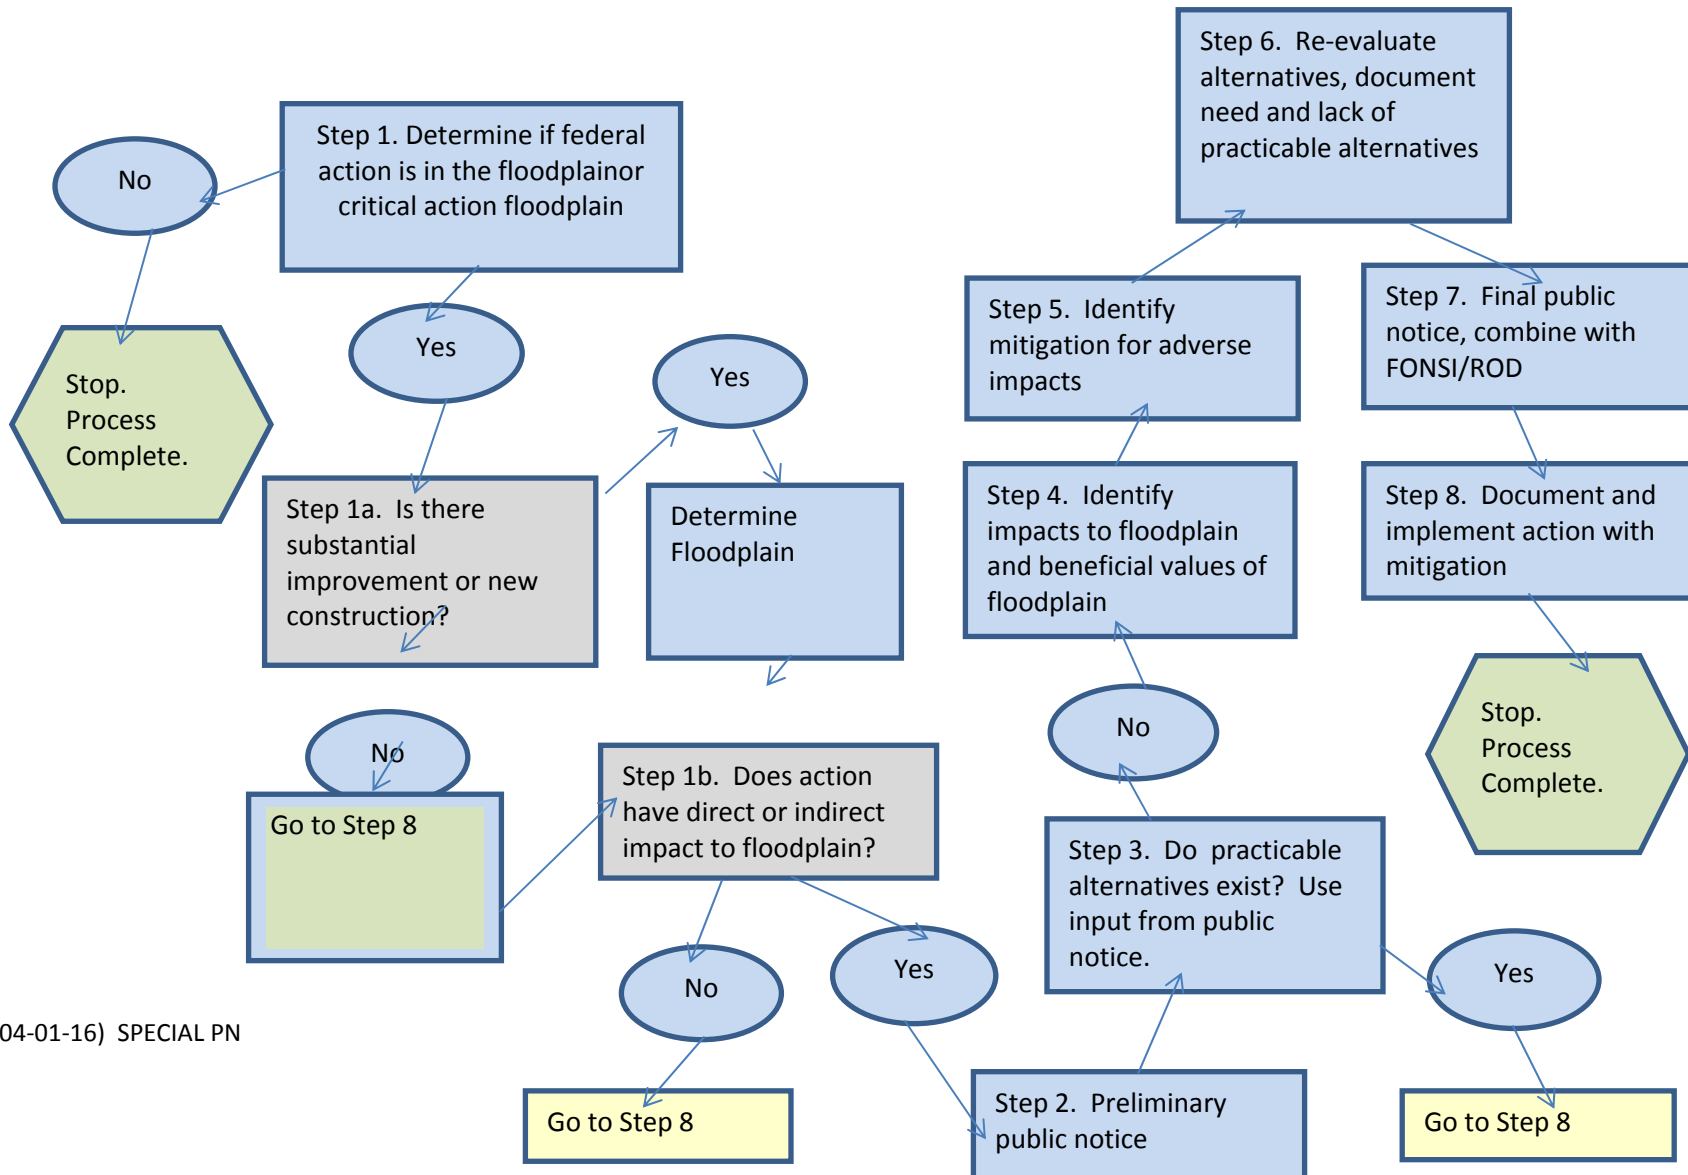 Step 1. Determine if federal
action is in the floodplainor
critical action floodplain
No
Stop.
Process
Complete.
Yes
Step 1a.  Is there
substantial
improvement or new
construction?
Yes
Determine
Floodplain
No
Go to Step 8
Step 1b.  Does action
have direct or indirect
impact to floodplain?
No
Go to Step 8
Yes
Step 2.  Preliminary
public notice
Step 3.  Do  practicable
alternatives exist?  Use
input from public
notice.
Yes
Go to Step 8
No
Step 4.  Identify
impacts to floodplain
and beneficial values of
floodplain
Step 5.  Identify
mitigation for adverse
impacts
Step 6.  Re-evaluate
alternatives, document
need and lack of
practicable alternatives
Step 7.  Final public
notice, combine with
FONSI/ROD
Step 8.  Document and
implement action with
mitigation
Stop.
Process
Complete.
04-01-16)  SPECIAL PN